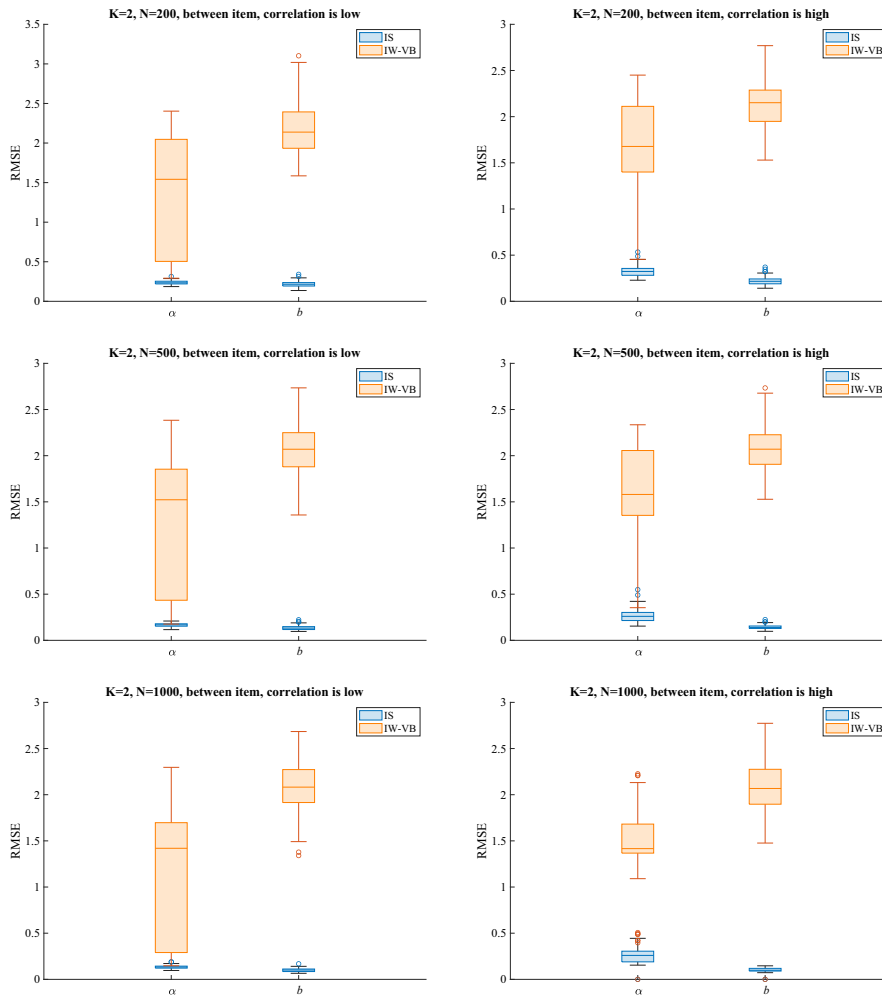 K=2, N=200, between item, correlation is low
IS
IW-VB
RMSE
3
2.5
2
1.5
1
0.5
0
α
b
K=2, N=200, between item, correlation is high
IS
IW-VB
RMSE
3
2.5
2
1.5
1
0.5
0
α
b
K=2, N=500, between item, correlation is low
IS
IW-VB
RMSE
3
2.5
2
1.5
1
0.5
0
α
b
K=2, N=500, between item, correlation is high
IS
IW-VB
RMSE
3
2.5
2
1.5
1
0.5
0
α
b
K=2, N=1000, between item, correlation is low
IS
IW-VB
RMSE
3
2.5
2
1.5
1
0.5
0
α
b
K=2, N=1000, between item, correlation is high
IS
IW-VB
RMSE
3
2.5
2
1.5
1
0.5
0
α
b